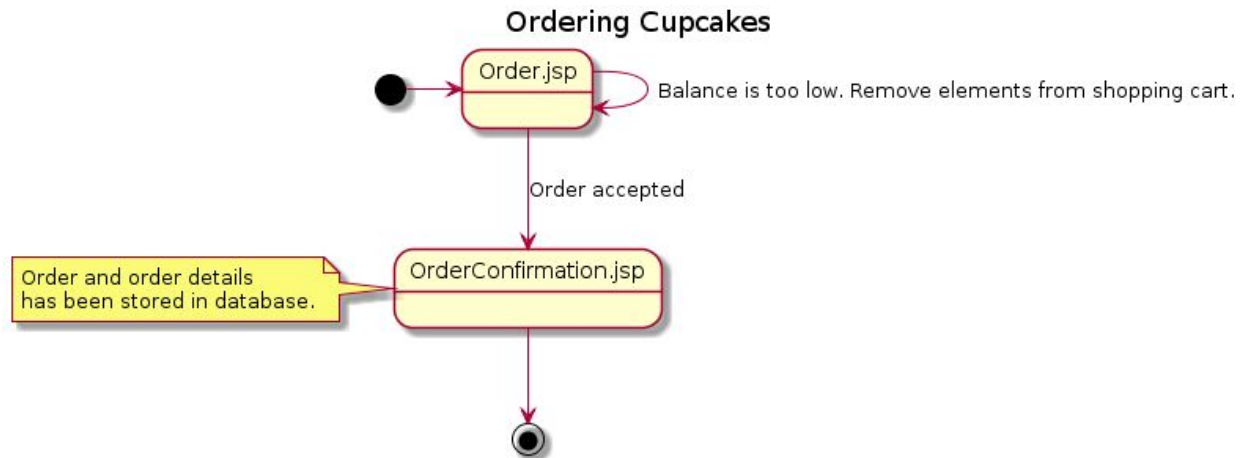 Ordering Cupcakes
Order.jsp
Balance is too low. Remove elements from shopping cart.
Order accepted
OrderConfirmation.jsp
Order and order details
has been stored in database.